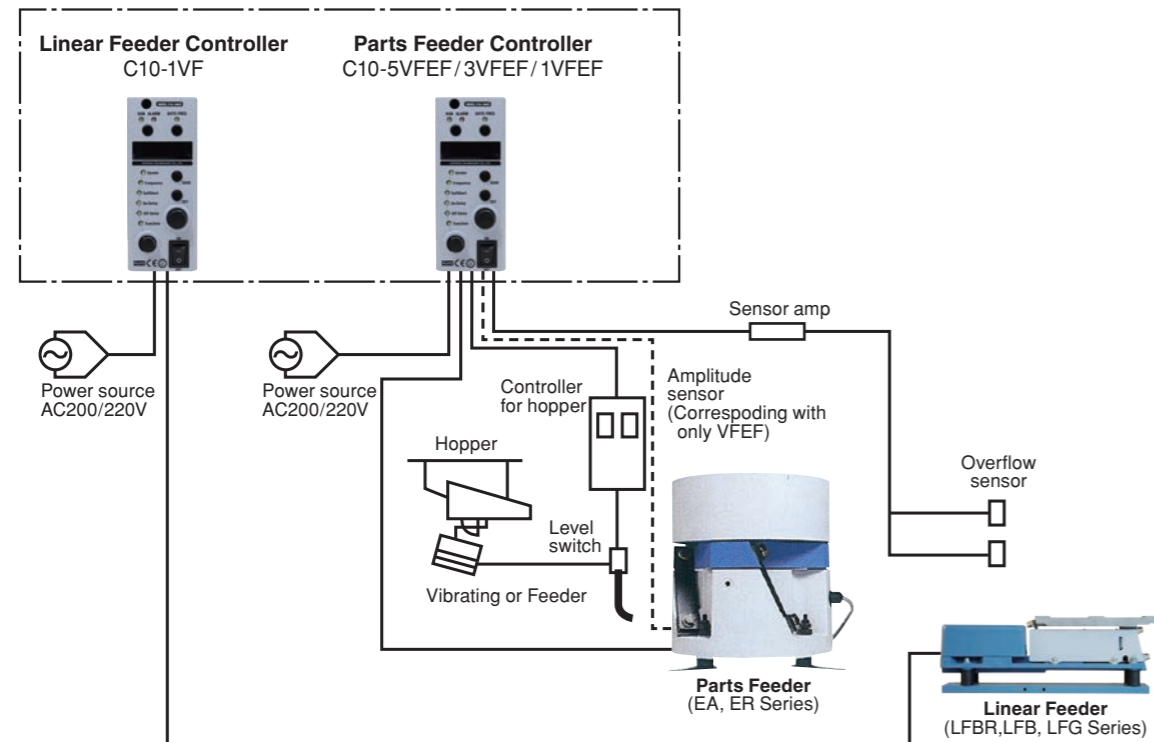 Linear Feeder Controller
C10-1VF
Parts Feeder Controller
C10-5VFEF/3VFEF/1VFEF
Power source
AC200/220V
Power source
AC200/220V
Sensor amp
Controller
for hopper
Amplitude
sensor
(Correspoding with
only VFEF)
Hopper
Level
switch
Vibrating or Feeder
Overflow
sensor
Parts Feeder
(EA, ER Series)
Linear Feeder
(LFBR,LFB, LFG Series)